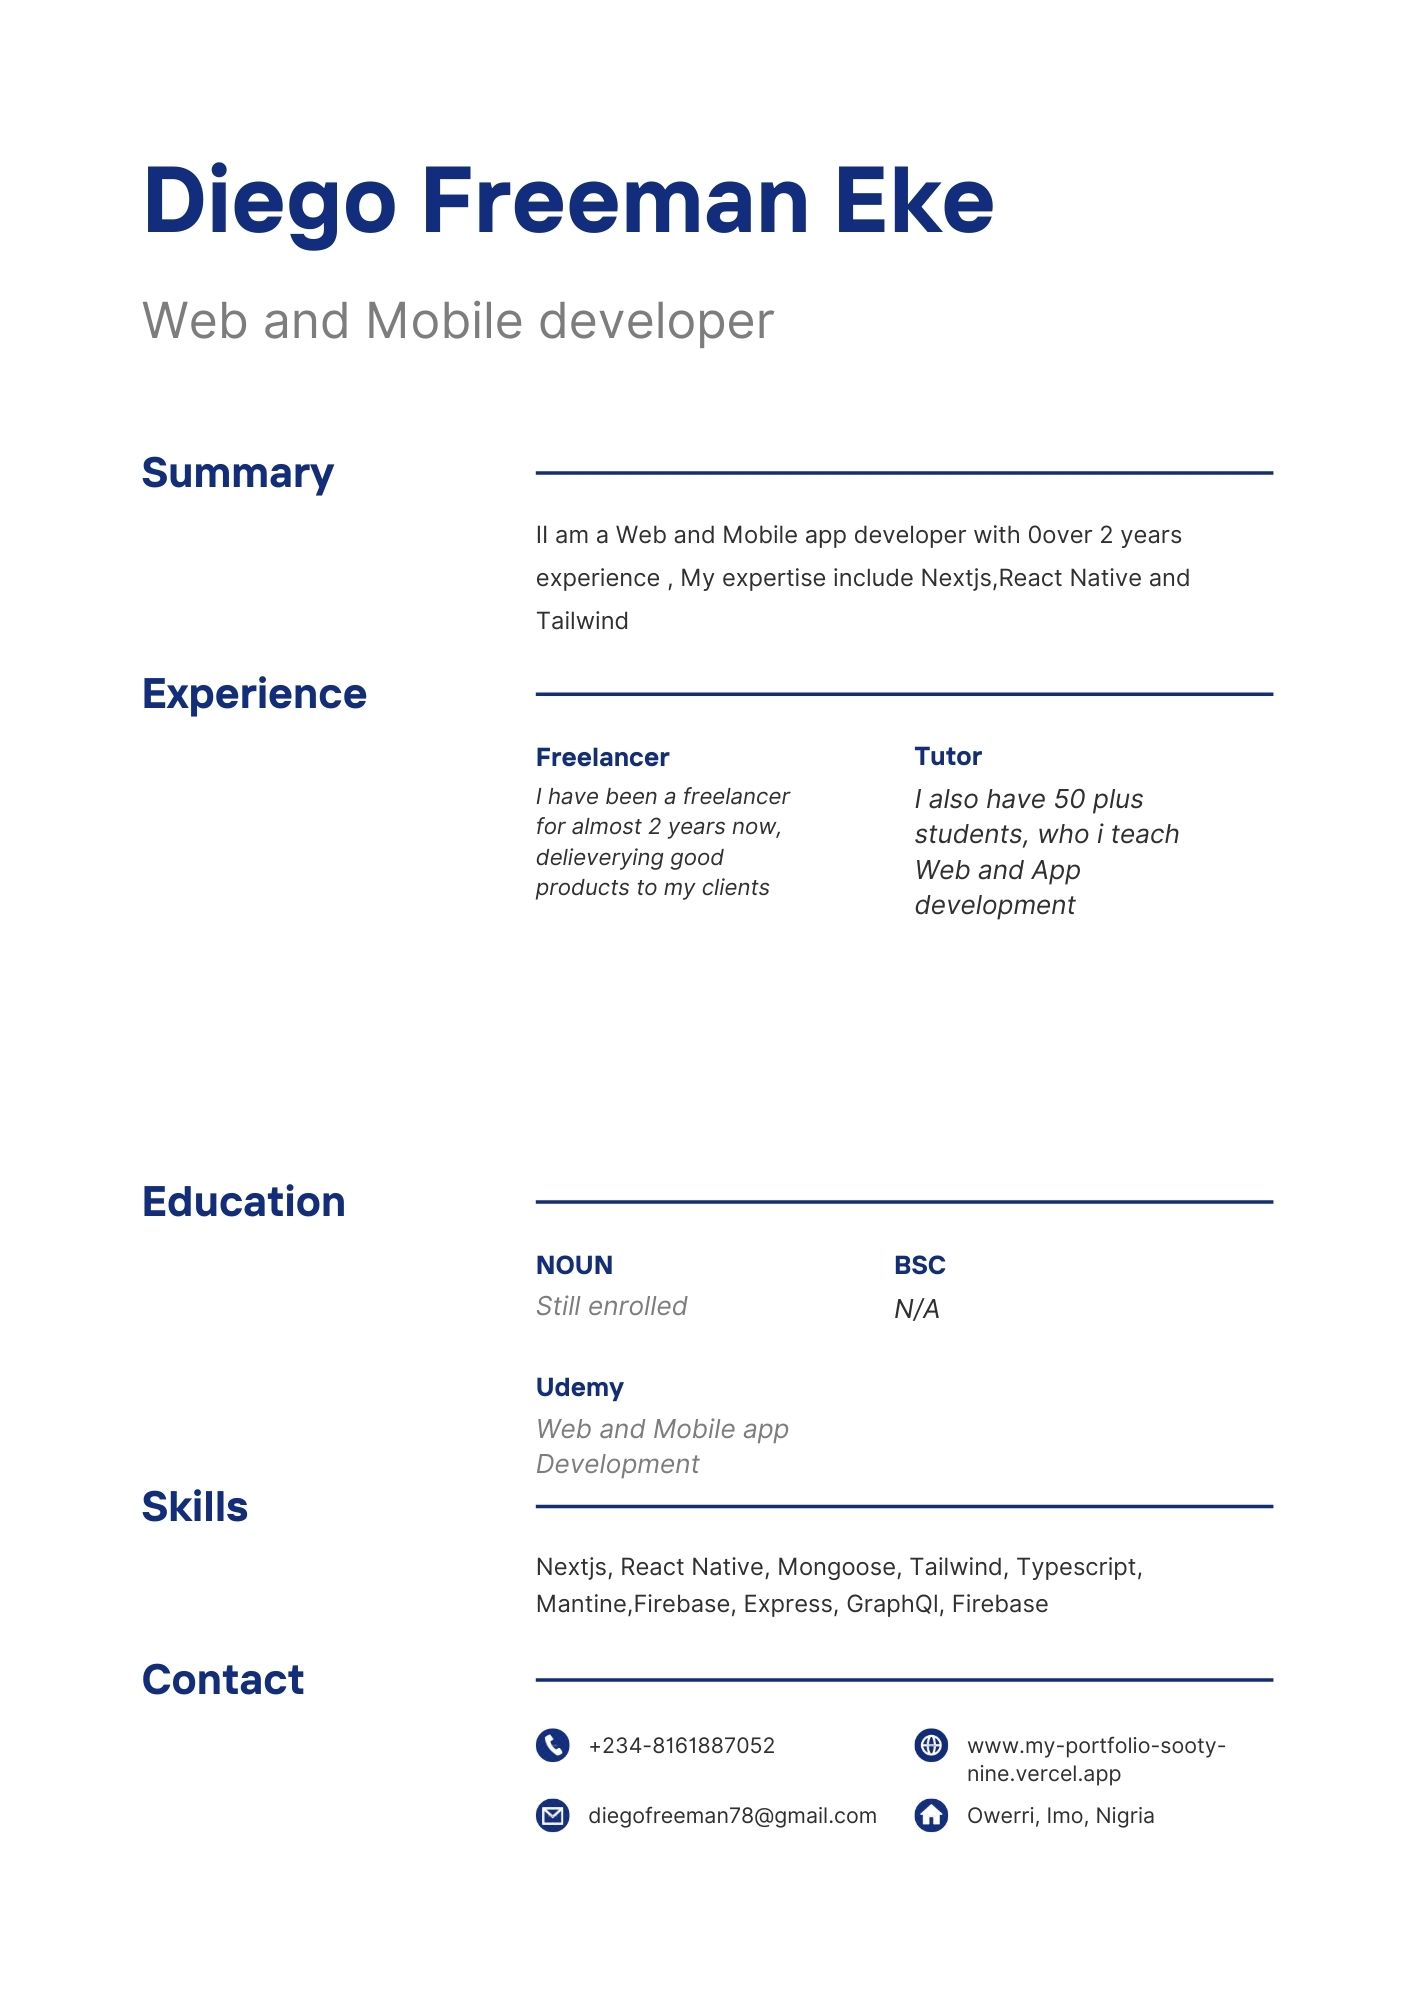 Diego Freeman Eke
Web and Mobile developer
Summary
II am a Web and Mobile app developer with 0over 2 years
experience , My expertise include Nextjs,React Native and
Tailwind
Experience
Freelancer
I have been a freelancer
for almost 2 years now,
delieverying good
products to my clients
Tutor
I also have 50 plus
students, who i teach
Web and App
development
Education
NOUN
Still enrolled
BSC
N/A
Udemy
Web and Mobile app
Development
Skills
Nextjs, React Native, Mongoose, Tailwind, Typescript,
Mantine,Firebase, Express, GraphQl, Firebase
Contact
+234-8161887052
www.my-portfolio-sooty-
nine.vercel.app
diegofreeman78@gmail.com
Owerri, Imo, Nigria